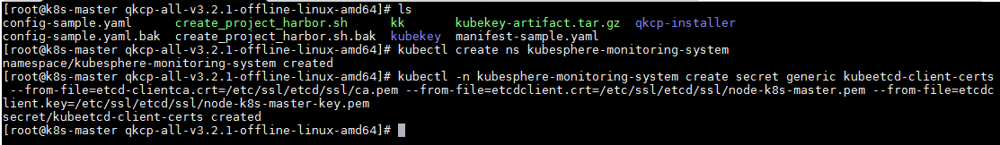 [root@k8s-master qkcp-all-v3.2.1-offline-linux-amd64]# ls
config-sample.yaml create_project_harbor.sh kk kubekey-artifact.tar.gz qkcp-installer
config-sample.yaml.bak create_project_harbor.sh.bak kubekey manifest-sample.yaml
[root@k8s-master qkcp-all-v3.2.1-offline-linux-amd64]# kubectl create ns kubesphere-monitoring-system
namespace/kubesphere-monitoring-system created
[root@k8s-master qkcp-all-v3.2.1-offline-linux-amd64]# kubectl -n kubesphere-monitoring-system create secret generic kubeetcd-client-certs
--from-file=etcd-clientca.crt=/etc/ssl/etcd/ssl/ca.pem --from-file=etcdclient.crt=/etc/ssl/etcd/ssl/node-k8s-master.pem --from-file=etcdc
lient.key=/etc/ssl/etcd/ssl/node-k8s-master-key.pem
secret/kubeetcd-client-certs created
[root@k8s-master qkcp-all-v3.2.1-offline-linux-amd64]#